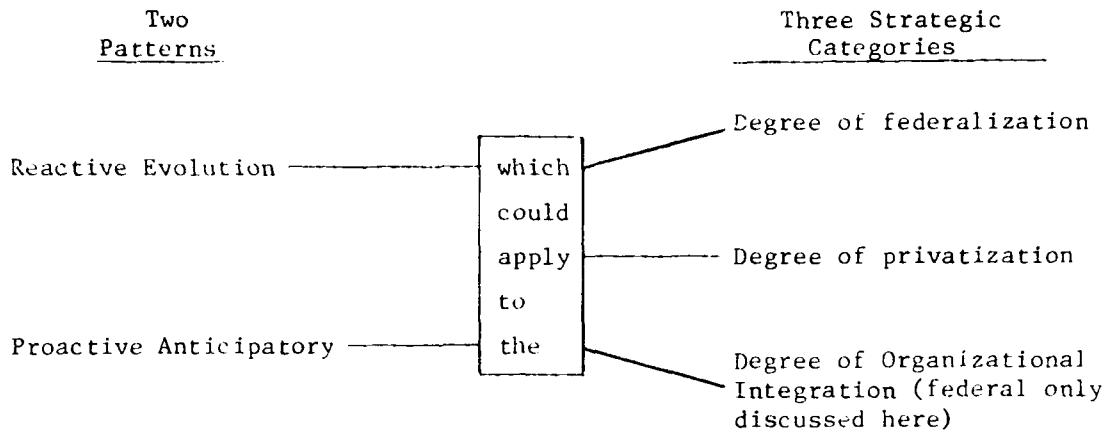 Two
Patterns
Three Strategic
Categories
Reactive Evolution
Proactive Anticipatory
which
could
apply
to
the
Degree of federalization
Degree of privatization
Degree of Organizational
Integration (federal only
discussed here)